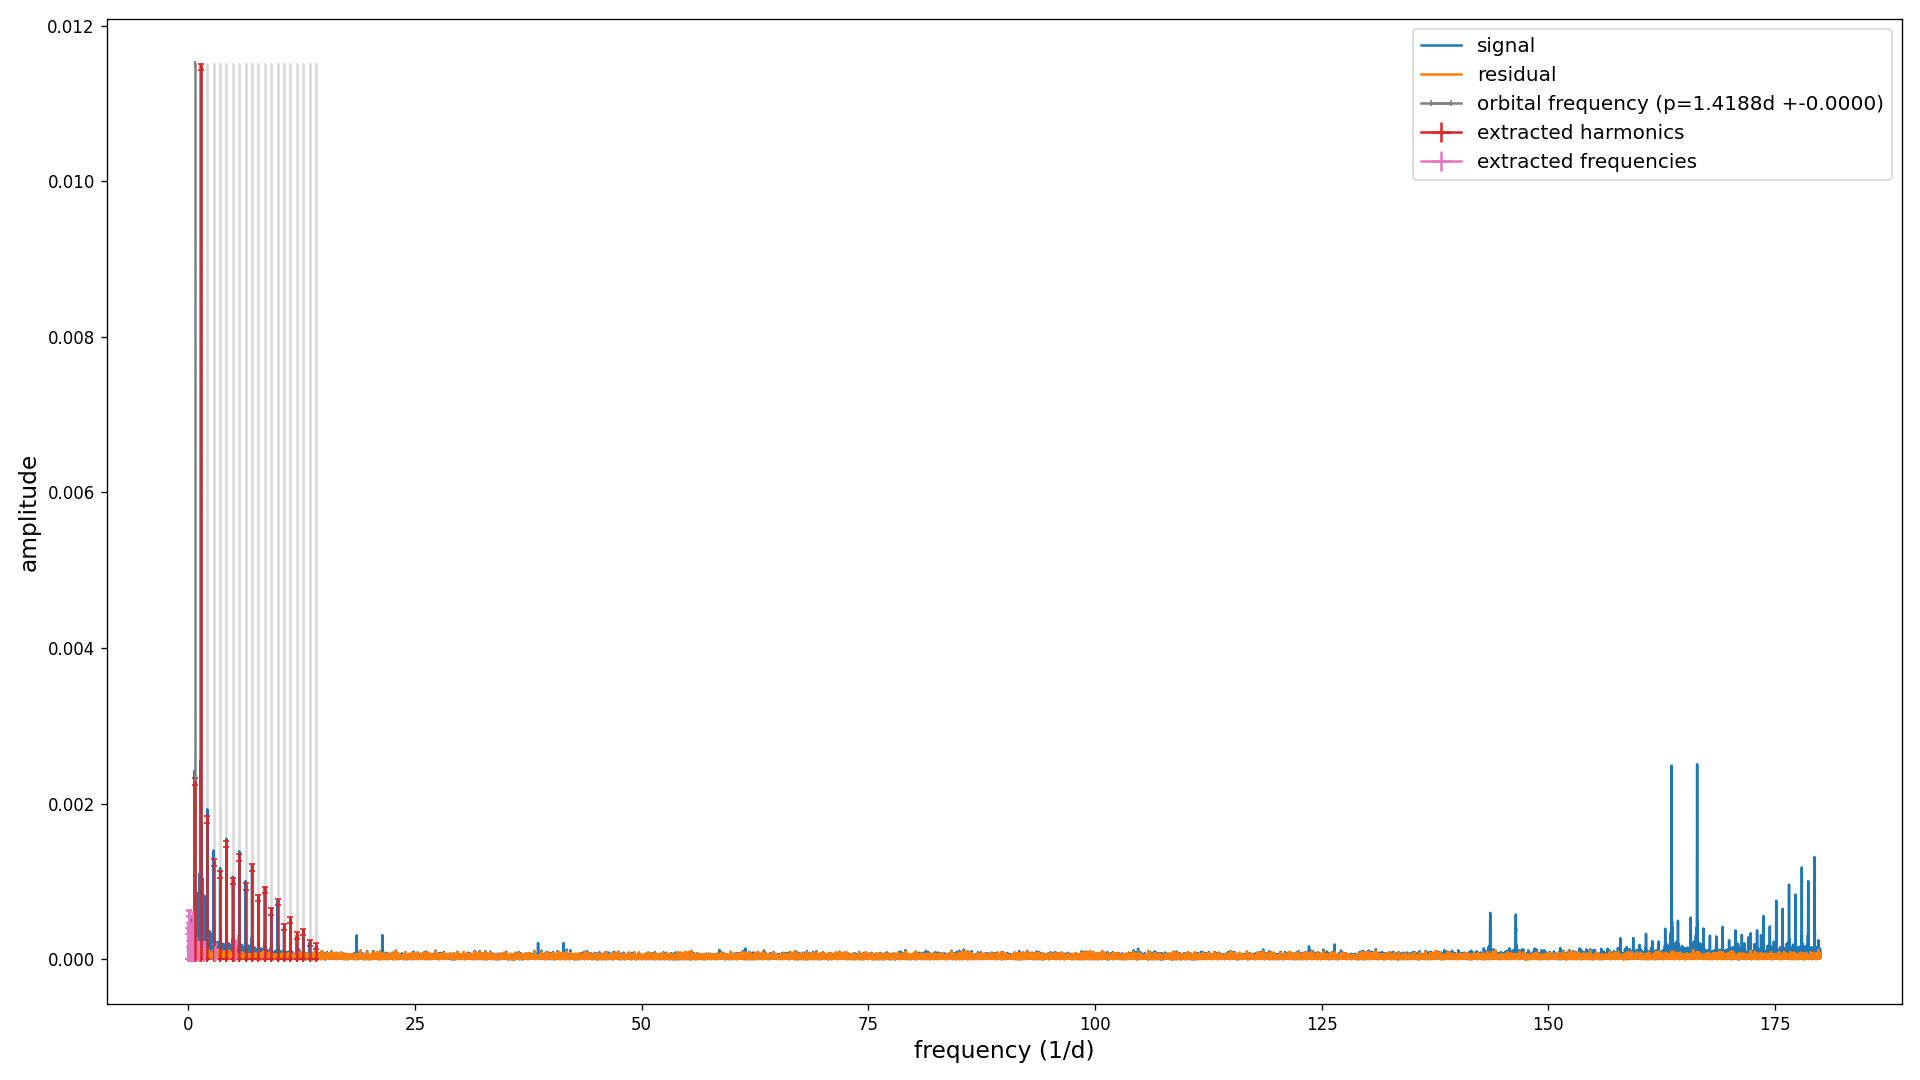 signal
residual
orbital frequency (p=1.4188d +-0.0000)
extracted harmonics
extracted frequencies
0.012
0.010
0.008
0.006
0.004
0.002
0.000
amplitude
0 25 50 75 100 125 150 175
frequency (1/d)